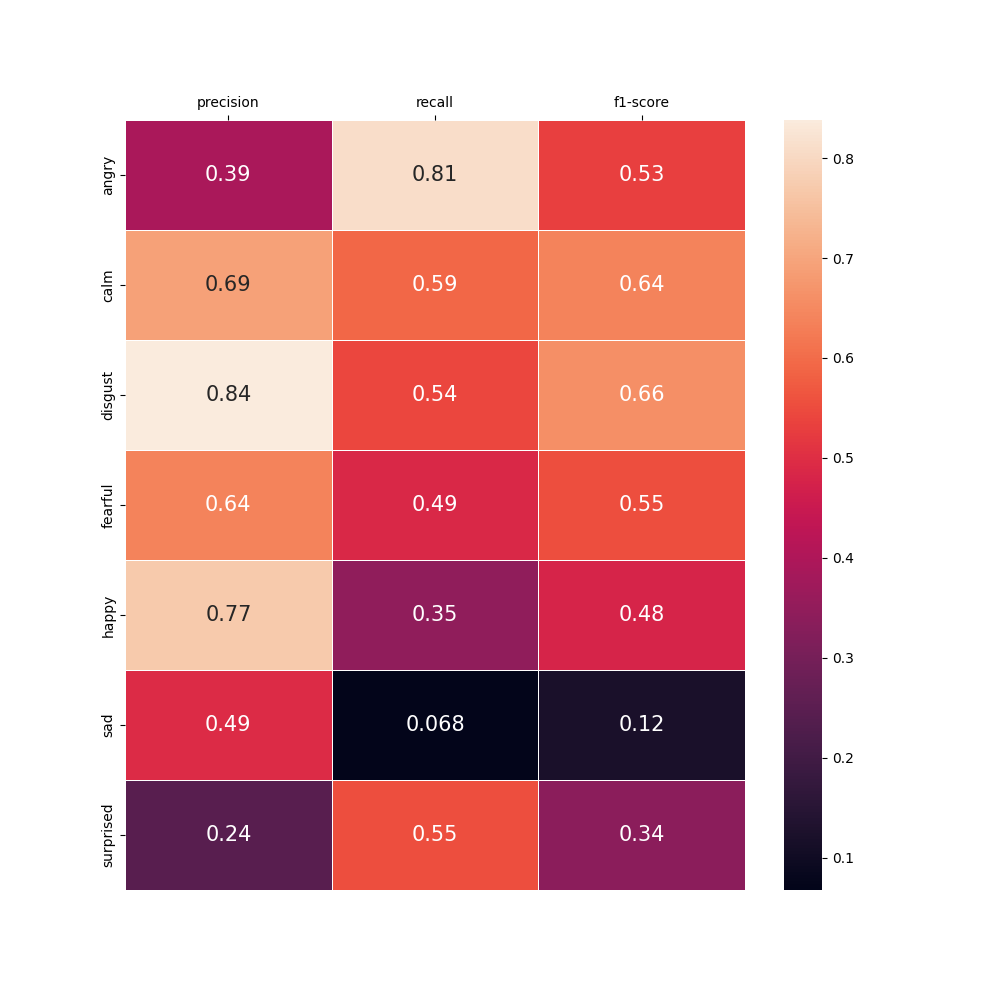 precision recall f1-score
angry 0.39 0.81 0.53
calm 0.69 0.59 0.64
disgust 0.84 0.54 0.66
fearful 0.64 0.49 0.55
happy 0.77 0.35 0.48
sad 0.49 0.068 0.12
surprised 0.24 0.55 0.34
0.8
0.7
0.6
0.5
0.4
0.3
0.2
0.1